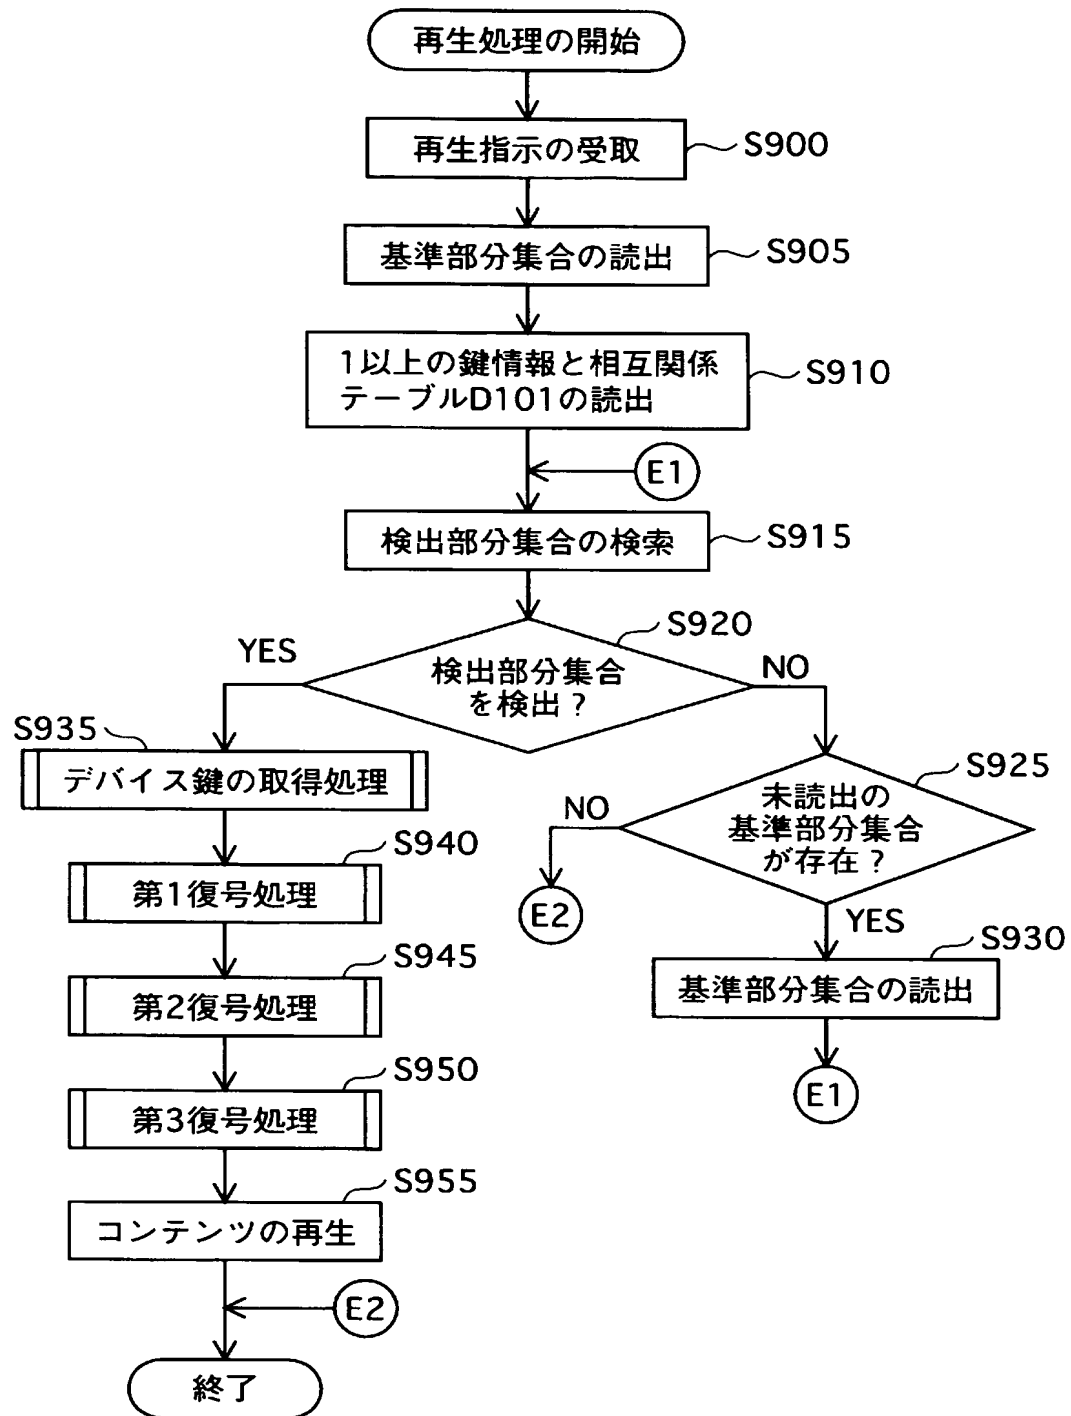 再生処理の開始
再生指示の受取
S900
基準部分集合の読出
S905
1以上の鍵情報と相互関係
テーブルD101の読出
S910
E1
検出部分集合の検索
S915
S920
YES
検出部分集合
を検出?
NO
S935
デバイス鍵の取得処理
S925
未読出の
基準部分集合
が存在?
NO
E2
YES
S940
第1復号処理
S930
基準部分集合の読出
S945
第2復号処理
E1
S950
第3復号処理
S955
コンテンツの再生
E2
終了